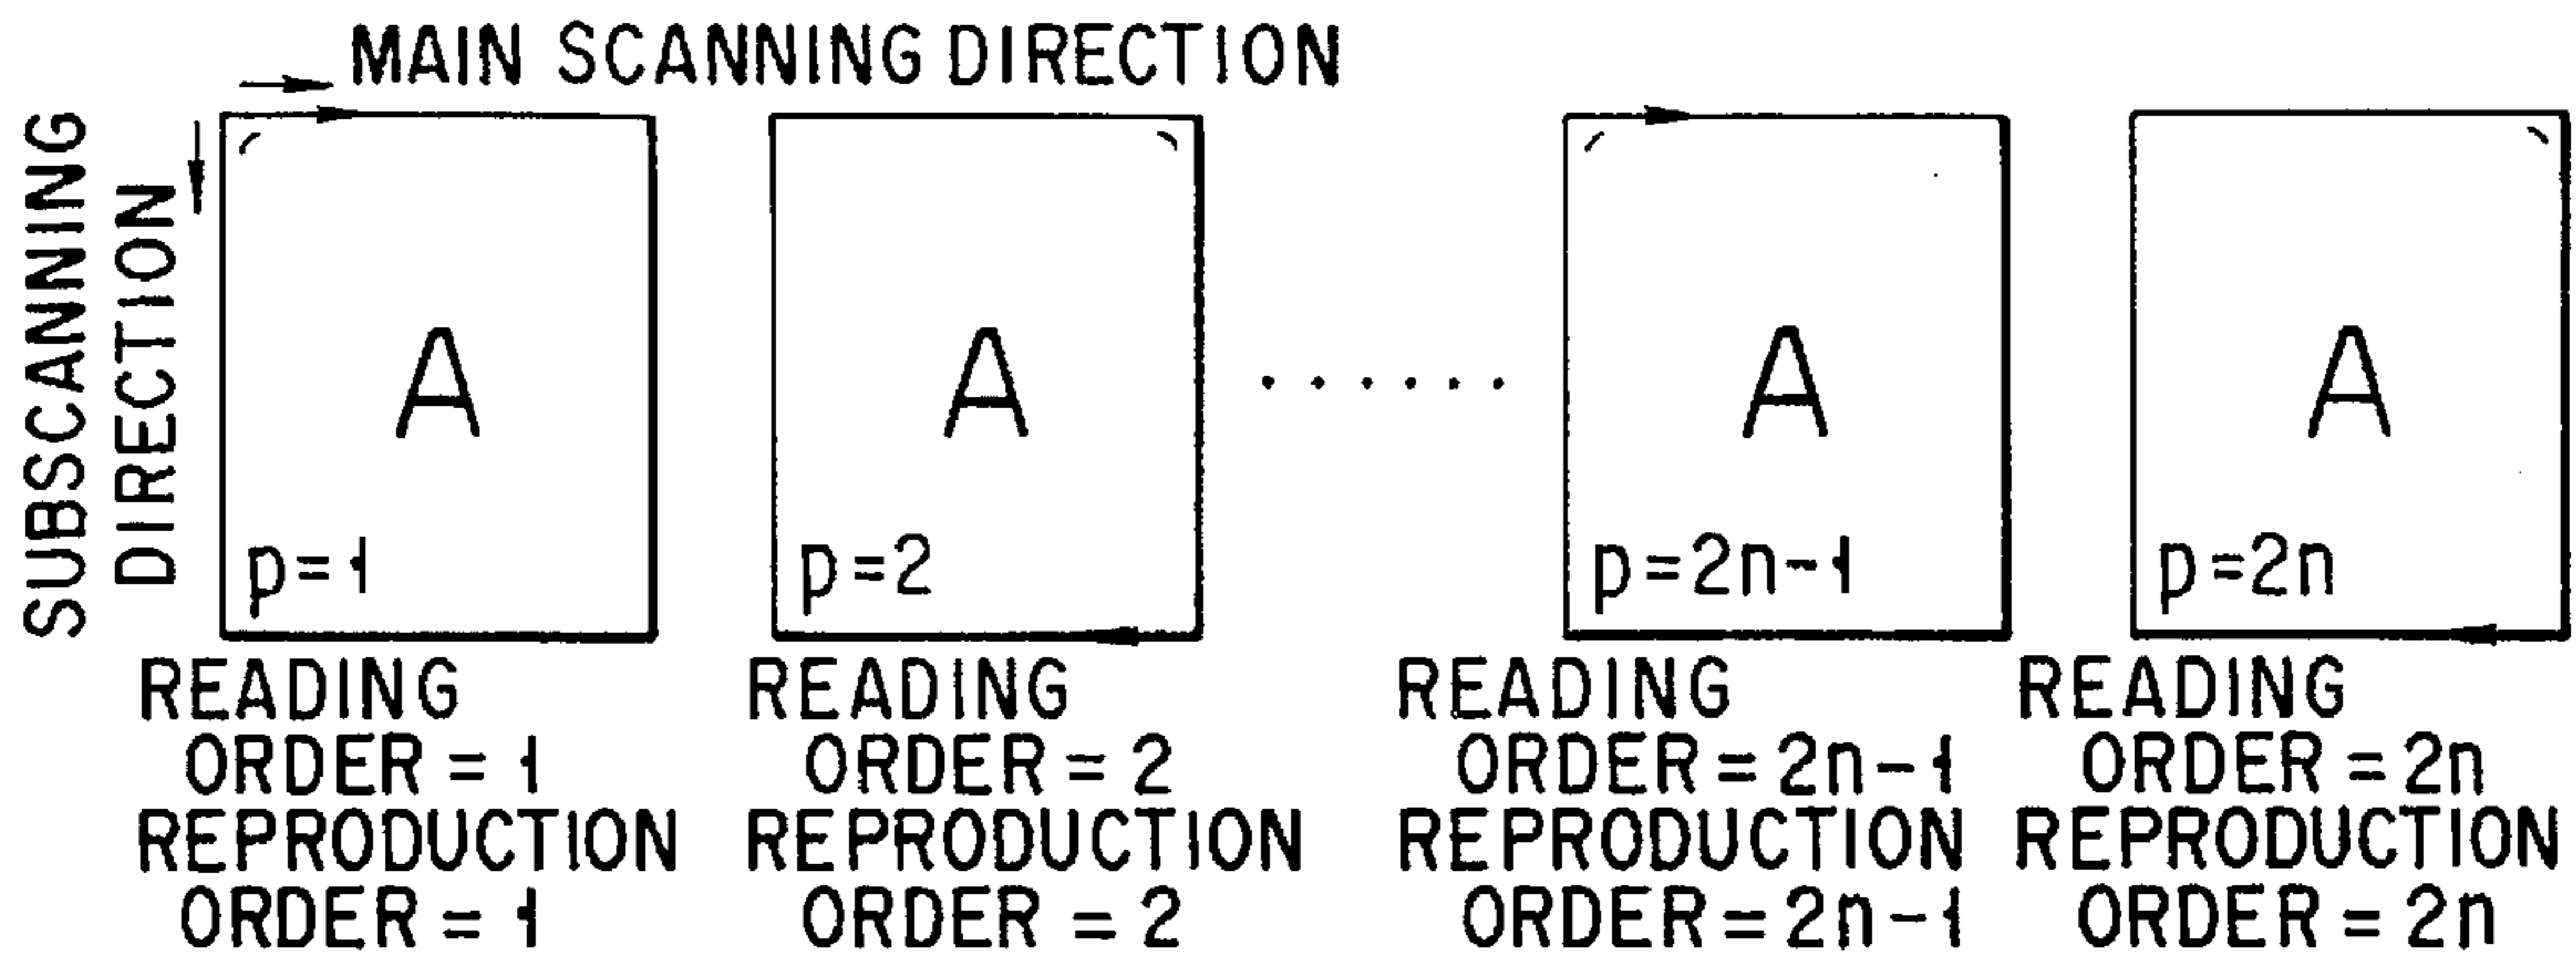 MAIN SCANNING DIRECTION
SUBSCANNING
DIRECTION
A
p=1
A
p=2
......
A
p=2n-1
A
p=2n
READING
ORDER = 1
REPRODUCTION
ORDER = 1
READING
ORDER = 2
REPRODUCTION
ORDER = 2
READING
ORDER = 2n-1
REPRODUCTION
ORDER = 2n-1
READING
ORDER = 2n
REPRODUCTION
ORDER = 2n